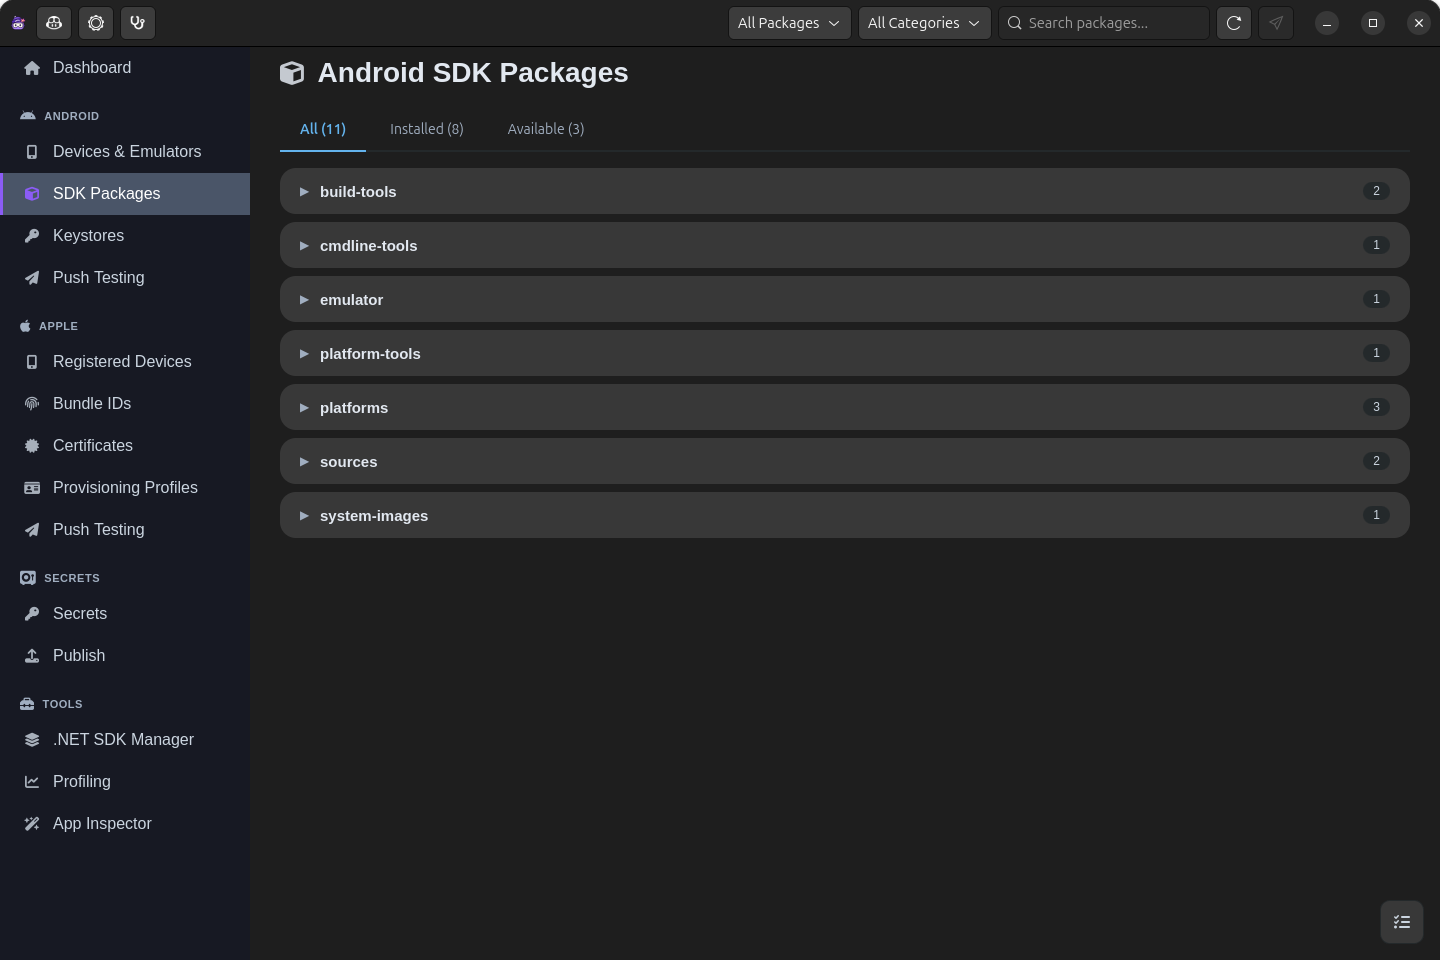 All Packages
All Categories
Search packages...
Dashboard
ANDROID
Devices & Emulators
SDK Packages
Keystores
Push Testing
APPLE
Registered Devices
Bundle IDs
Certificates
Provisioning Profiles
Push Testing
SECRETS
Secrets
Publish
TOOLS
.NET SDK Manager
Profiling
App Inspector
Android SDK Packages
All (11) Installed (8) Available (3)
build-tools 2
cmdline-tools 1
emulator 1
platform-tools 1
platforms 3
sources 2
system-images 1